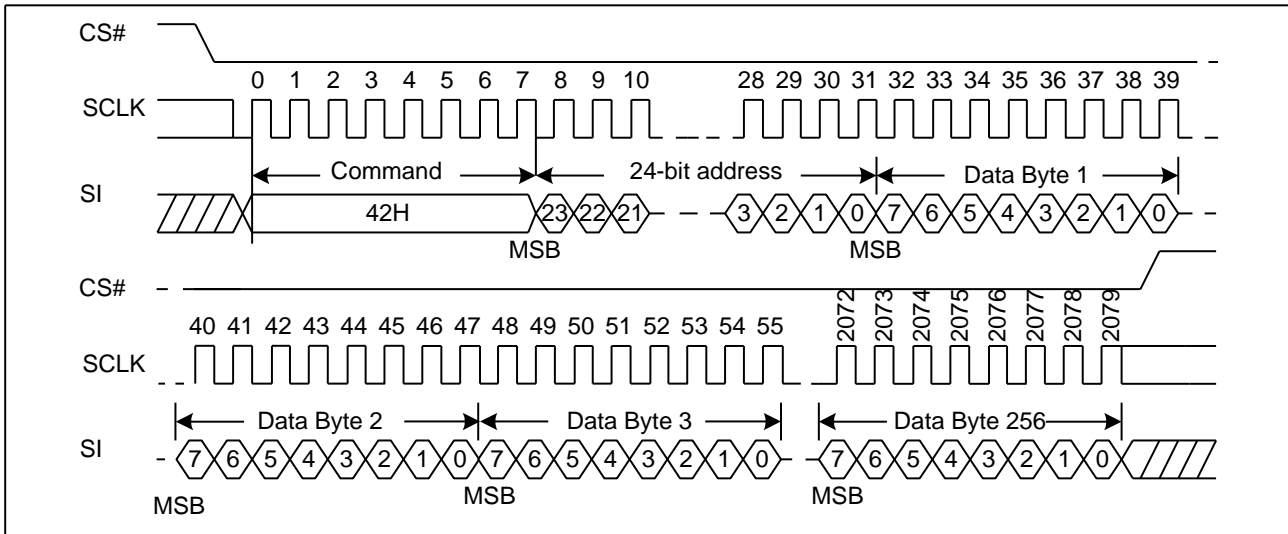 CS#
0 1 2 3 4 5 6 7 8 9 10 28 29 30 31 32 33 34 35 36 37 38 39
SCLK
Command 24-bit address Data Byte 1
SI
42H 23 22 21 3 2 1 0 7 6 5 4 3 2 1 0
MSB MSB
CS#
40 41 42 43 44 45 46 47 48 49 50 51 52 53 54 55 2072 2073 2074 2075 2076 2077 2078 2079
SCLK
Data Byte 2 Data Byte 3 Data Byte 256
SI
7 6 5 4 3 2 1 0 7 6 5 4 3 2 1 0 7 6 5 4 3 2 1 0
MSB MSB MSB